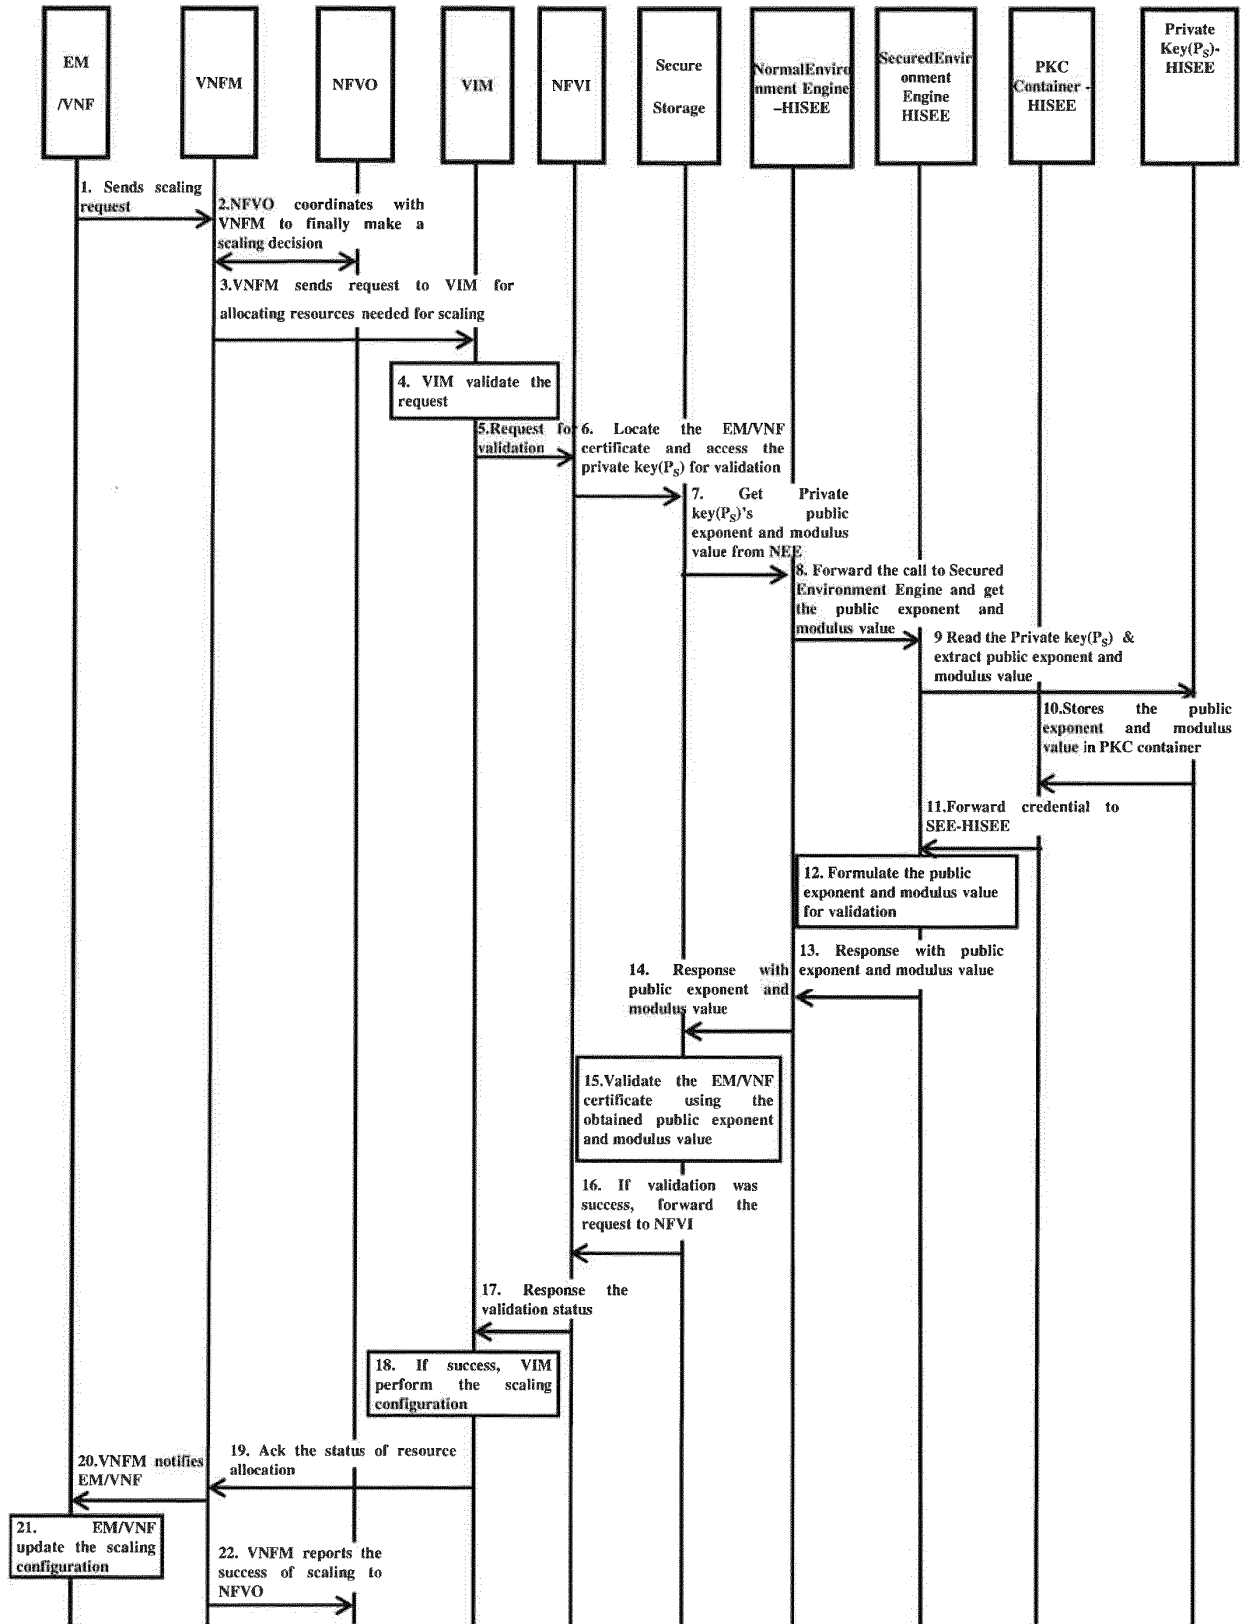 EM
/VNF
VNFM
NFVO
VIM
NFVI
Secure
Storage
NormalEnviro
nment Engine
–HISEE
SecuredEnvir
onment
Engine
HISEE
PKC
Container -
HISEE
Private
Key(PS)-
HISEE
1. Sends scaling
request
2.NFVO coordinates with
VNFM to finally make a
scaling decision
3.VNFM sends request to VIM for
allocating resources needed for scaling
4. VIM validate the
request
5.Request for
validation
6. Locate the EM/VNF
certificate and access the
private key(PS) for validation
7. Get Private
key(PS)'s public
exponent and modulus
value from NEE
8. Forward the call to Secured
Environment Engine and get
the public exponent and
modulus value
9 Read the Private key(PS) &
extract public exponent and
modulus value
10.Stores the public
exponent and modulus
value in PKC container
11.Forward credential to
SEE-HISEE
12. Formulate the public
exponent and modulus value
for validation
13. Response with public
exponent and modulus value
14. Response with
public exponent and
modulus value
15.Validate the EM/VNF
certificate using the
obtained public exponent
and modulus value
16. If validation was
success, forward the
request to NFVI
17. Response the
validation status
18. If success, VIM
perform the scaling
configuration
19. Ack the status of resource
allocation
20.VNFM notifies
EM/VNF
21. EM/VNF
update the scaling
configuration
22. VNFM reports the
success of scaling to
NFVO